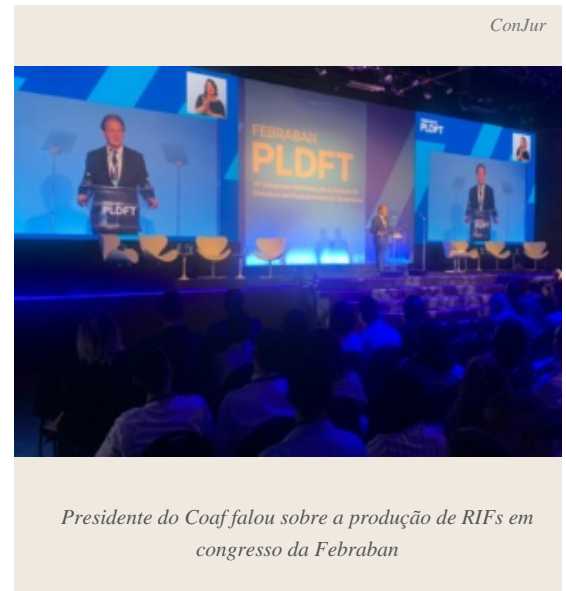 ConJur
FEBRABAN
PLDFT
PLDFT
PLDFT
Presidente do Coaf falou sobre a produção de RIFs em
congresso da Febraban